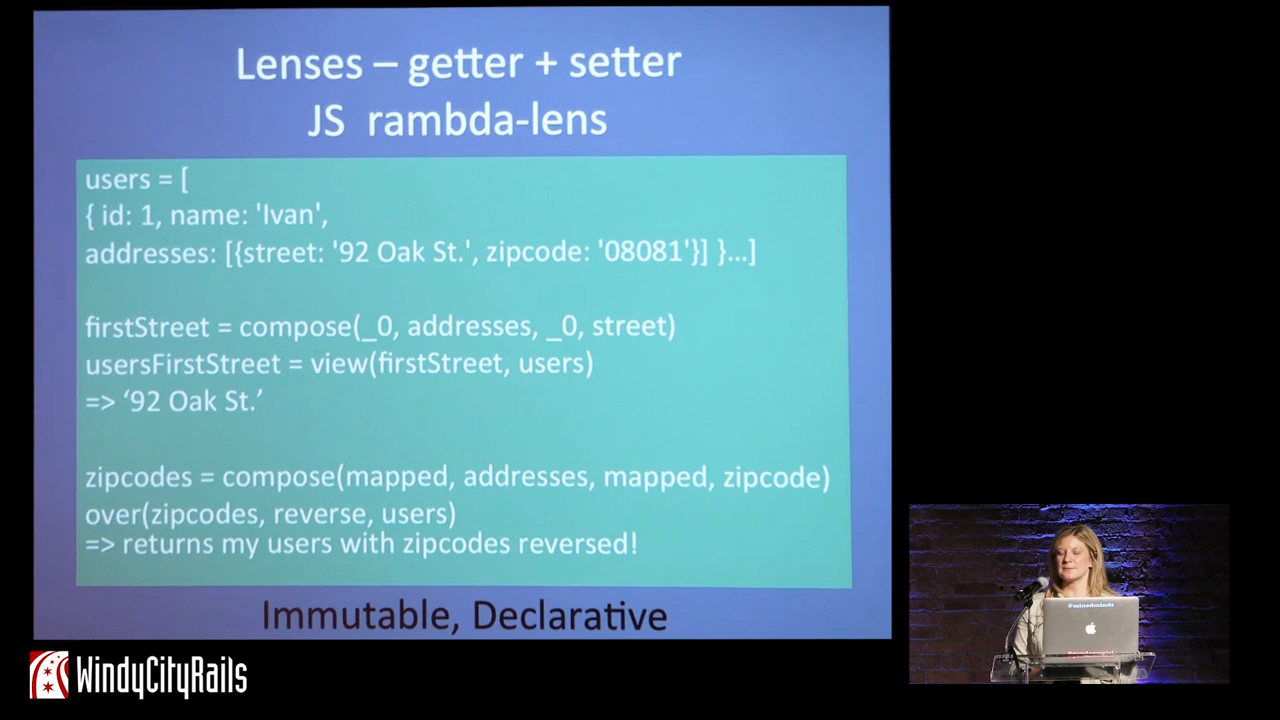 Lenses – getter + setter
JS rambda-lens
users = [
{ id: 1, name: 'Ivan',
addresses: [{street: '92 Oak St.', zipcode: '08081'}] }...]
firstStreet = compose(_0, addresses, _0, street)
usersFirstStreet = view(firstStreet, users)
=> ‘92 Oak St.’
zipcodes = compose(mapped, addresses, mapped, zipcode)
over(zipcodes, reverse, users)
=> returns my users with zipcodes reversed!
Immutable, Declarative
WindyCityRails
#minedminds